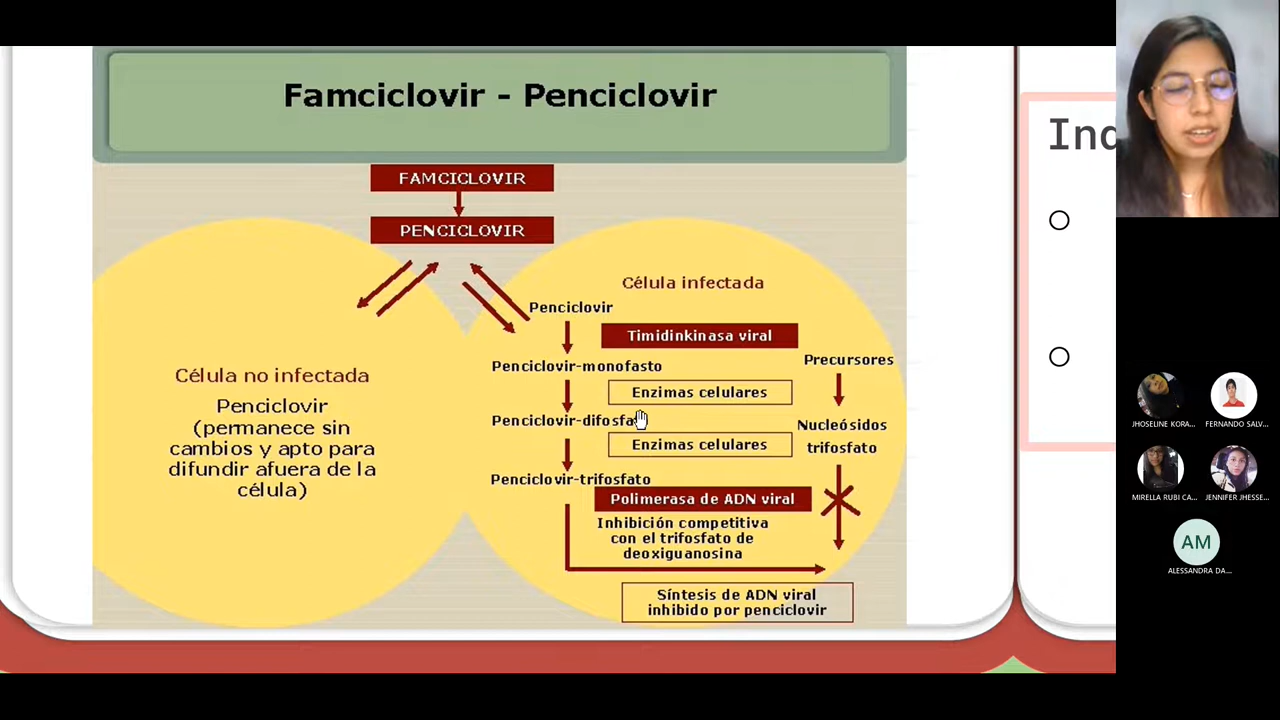 Famciclovir - Penciclovir
FAMCICLOVIR
PENCICLOVIR
Célula no infectada
Penciclovir
(permanece sin
cambios y apto para
difundir afuera de la
célula)
Célula infectada
Penciclovir
Timidinkinasa viral
Penciclovir-monofasto
Enzimas celulares
Penciclovir-difosfa
Enzimas celulares
Penciclovir-trifosfato
Polimerasa de ADN viral
Inhibición competitiva
con el trifosfato de
deoxiguanosina
Precursores
Nucleósidos
trifosfato
Síntesis de ADN viral
inhibido por penciclovir
Ind
JHOSELINE KORA...
FERNANDO SALV...
MIRELLA RUBI CA...
JENNIFER JHESSE...
AM
ALESSANDRA DA...